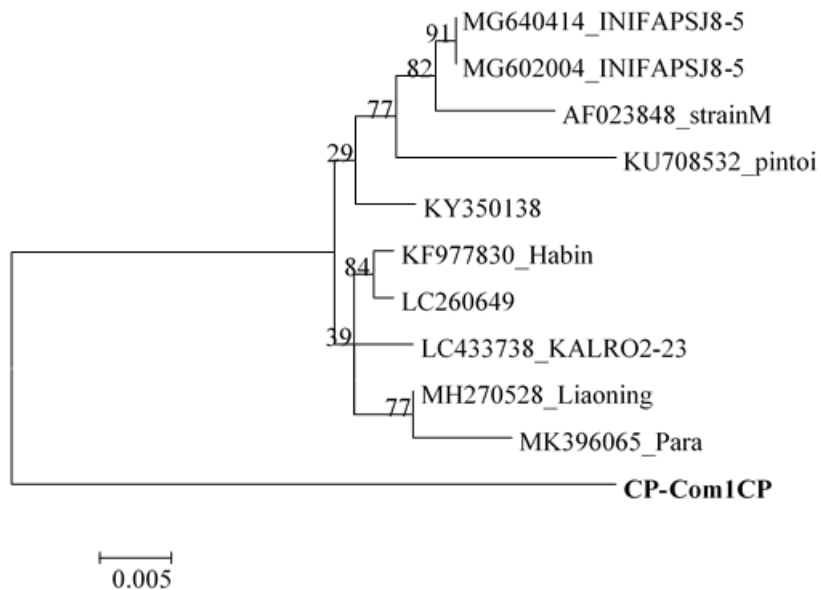 91
MG640414_INIFAPSJ8-5
82
MG602004_INIFAPSJ8-5
77
AF023848_strainM
29
KU708532_pintoi
KY350138
KF977830_Habin
84
LC260649
39
LC433738_KALRO2-23
MH270528_Liaoning
77
MK396065_Para
CP-Com1CP
0.005